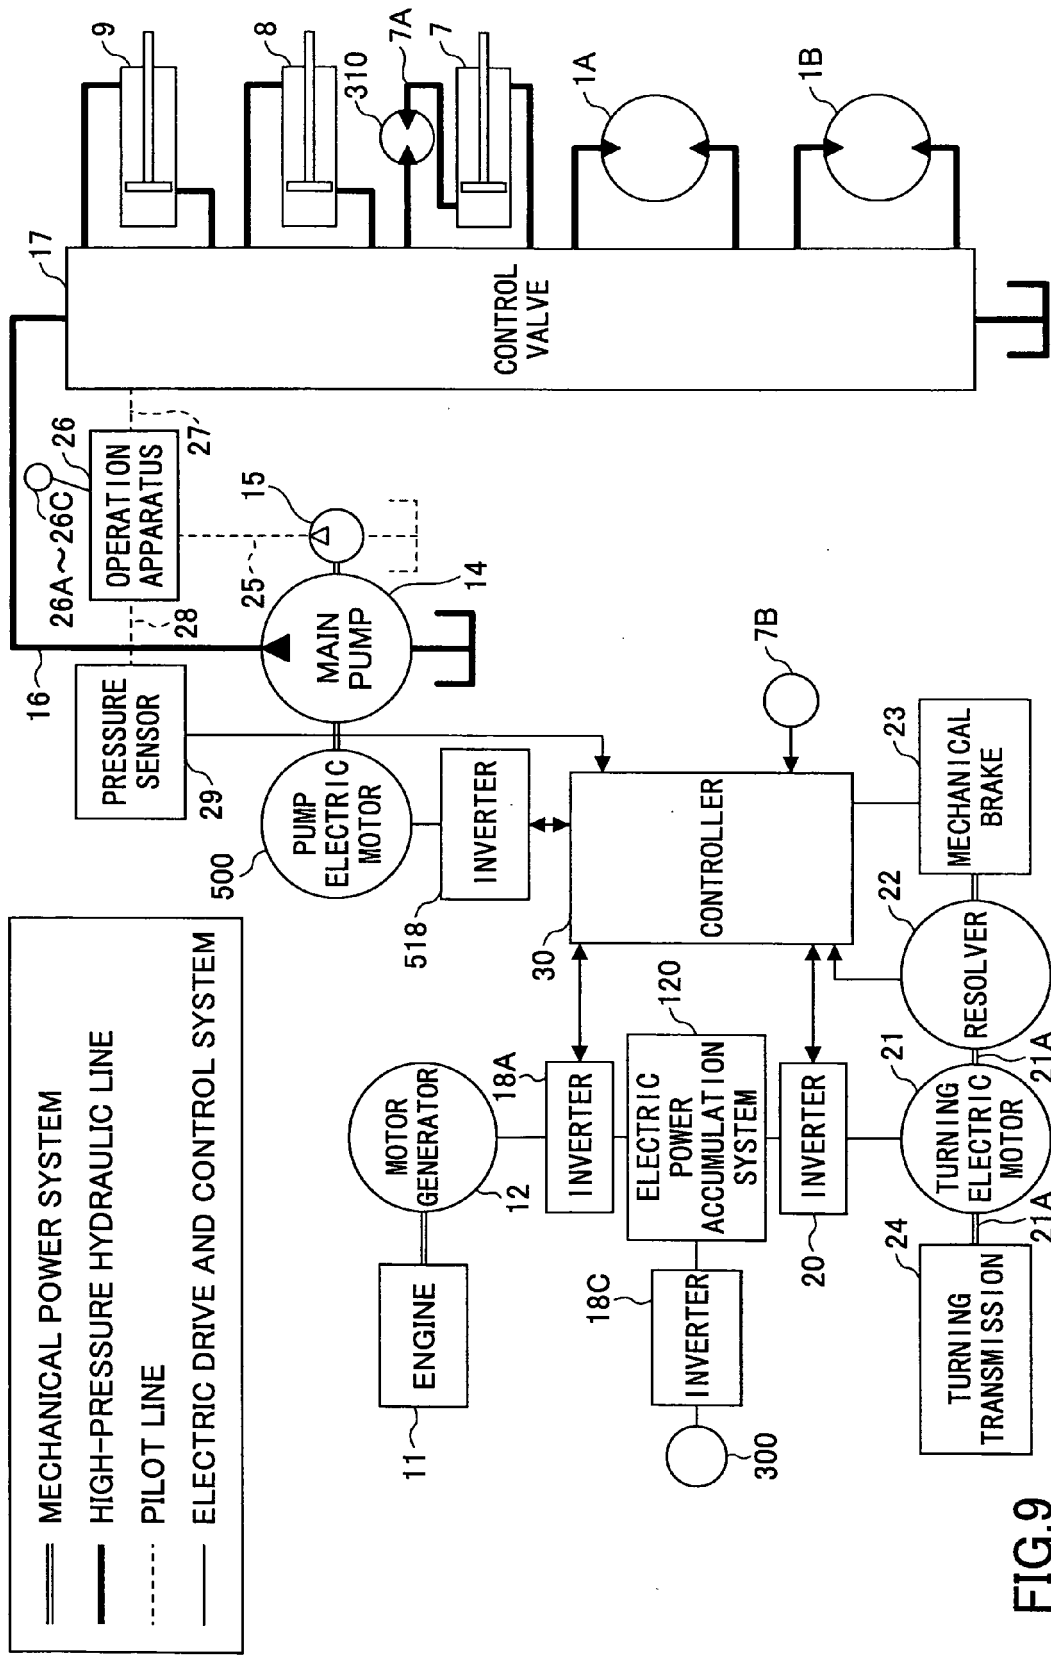 MECHANICAL POWER SYSTEM
HIGH-PRESSURE HYDRAULIC LINE
PILOT LINE
ELECTRIC DRIVE AND CONTROL SYSTEM
FIG.9
11
ENGINE
12
MOTOR
GENERATOR
18A
INVERTER
18C
INVERTER
300
120
ELECTRIC
POWER
ACCUMULATION
SYSTEM
20
INVERTER
24
TURNING
TRANSMISSION
21A
21
TURNING
ELECTRIC
MOTOR
21A
22
RESOLVER
23
MECHANICAL
BRAKE
30
CONTROLLER
7B
518
INVERTER
500
PUMP
ELECTRIC
MOTOR
29
PRESSURE
SENSOR
16
28
26A~26C
26
OPERATION
APPARATUS
27
25
15
14
MAIN
PUMP
17
CONTROL
VALVE
9
8
310
7A
7
1A
1B